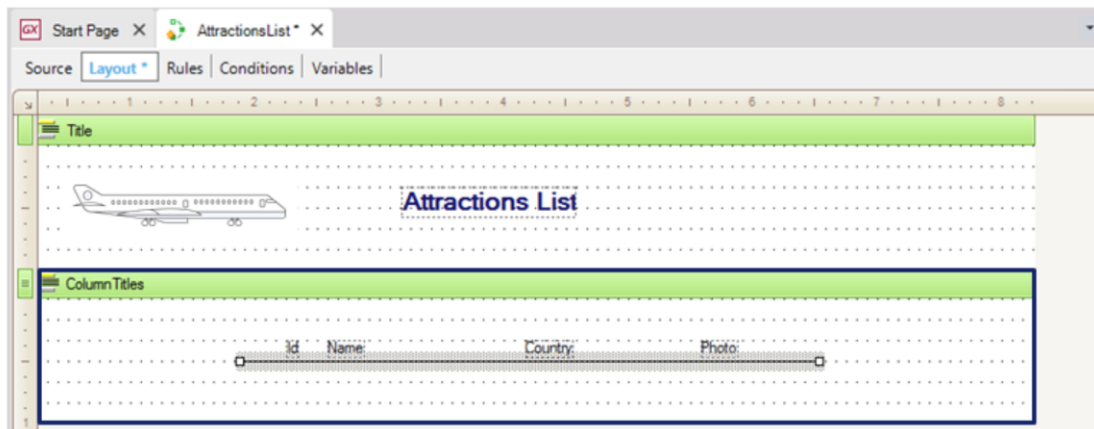 GX Start Page X AttractionsList * X
Source Layout * Rules Conditions Variables
1 2 3 4 5 6 7 8
Title
Attractions List
ColumnTitles
Id Name: Country: Photo:
1